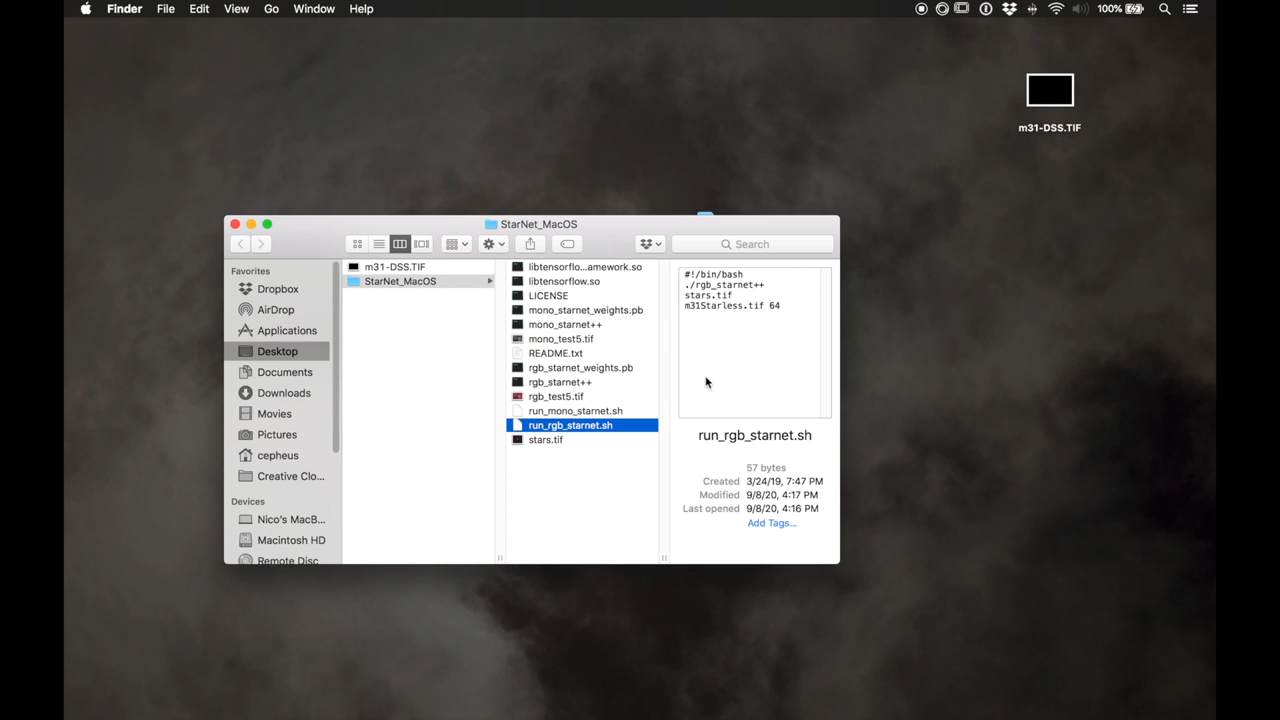 Finder File Edit View Go Window Help 100%
m31-DSS.TIF
StarNet_MacOS
Search
Favorites
Dropbox
AirDrop
Applications
Desktop
Documents
Downloads
Movies
Pictures
cepheus
Creative Clo...
Devices
Nico's MacB...
Macintosh HD
Remote Disc
m31-DSS.TIF
StarNet_MacOS
libtensorflo...amework.so
libtensorflow.so
LICENSE
mono_starnet_weights.pb
mono_starnet++
mono_test5.tif
README.txt
rgb_starnet_weights.pb
rgb_starnet++
rgb_test5.tif
run_mono_starnet.sh
run_rgb_starnet.sh
stars.tif
#!/bin/bash
./rgb_starnet++
stars.tif
m31Starless.tif 64
run_rgb_starnet.sh
57 bytes
Created 3/24/19, 7:47 PM
Modified 9/8/20, 4:17 PM
Last opened 9/8/20, 4:16 PM
Add Tags...